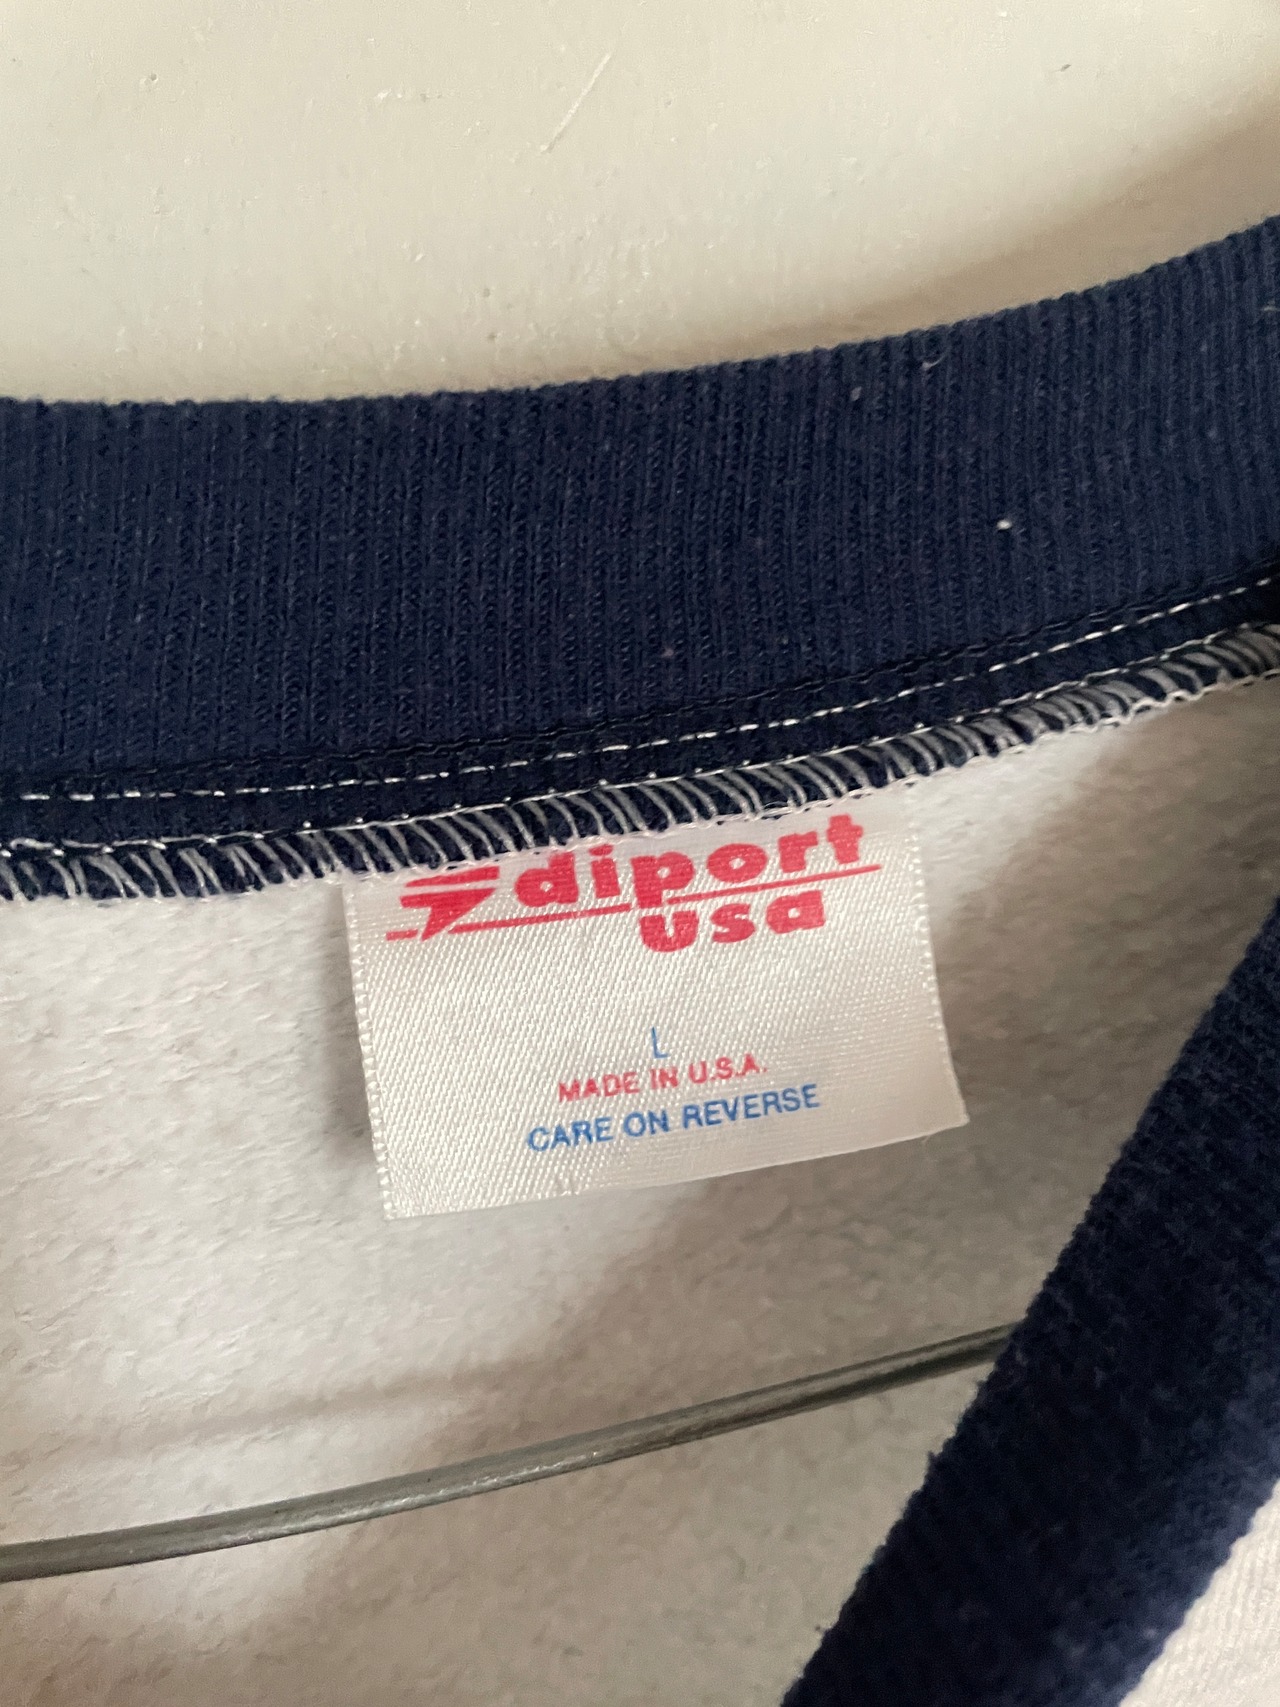 diport
usa
L
MADE IN U.S.A.
CARE ON REVERSE